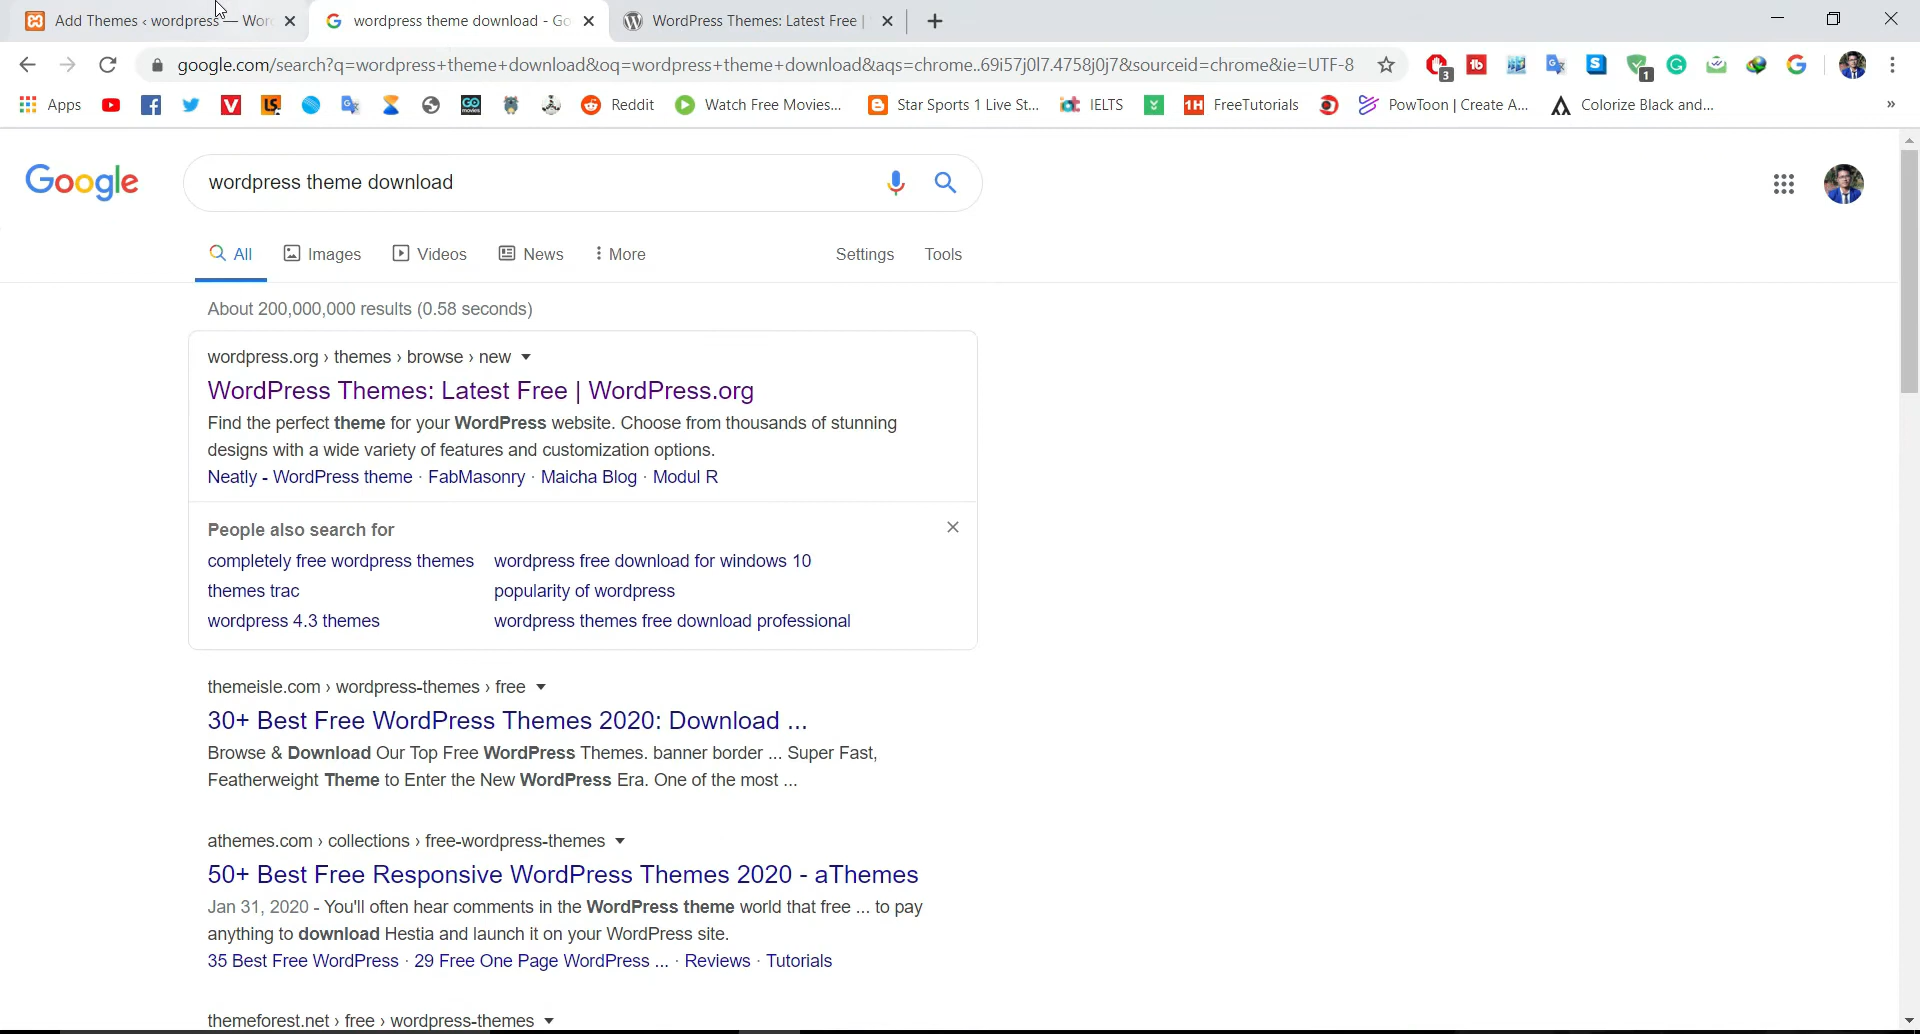 Add Themes ‹ wordpress — Wor
wordpress theme download - Go
WordPress Themes: Latest Free |
google.com/search?q=wordpress+theme+download&oq=wordpress+theme+download&aqs=chrome..69i57j0l7.4758j0j7&sourceid=chrome&ie=UTF-8
3
1b
S
1
Apps
V
LS
GO
MOVIES
Reddit
Watch Free Movies...
Star Sports 1 Live St...
IELTS
1H
FreeTutorials
PowToon | Create A...
Colorize Black and...
»
Google
wordpress theme download
All
Images
Videos
News
More
Settings
Tools
About 200,000,000 results (0.58 seconds)
wordpress.org › themes › browse › new
WordPress Themes: Latest Free | WordPress.org
Find the perfect theme for your WordPress website. Choose from thousands of stunning
designs with a wide variety of features and customization options.
Neatly - WordPress theme · FabMasonry · Maicha Blog · Modul R
People also search for
completely free wordpress themes
wordpress free download for windows 10
themes trac
popularity of wordpress
wordpress 4.3 themes
wordpress themes free download professional
themeisle.com › wordpress-themes › free
30+ Best Free WordPress Themes 2020: Download ...
Browse & Download Our Top Free WordPress Themes. banner border ... Super Fast,
Featherweight Theme to Enter the New WordPress Era. One of the most ...
athemes.com › collections › free-wordpress-themes
50+ Best Free Responsive WordPress Themes 2020 - aThemes
Jan 31, 2020 - You'll often hear comments in the WordPress theme world that free ... to pay
anything to download Hestia and launch it on your WordPress site.
35 Best Free WordPress · 29 Free One Page WordPress ... · Reviews · Tutorials
themeforest.net › free › wordpress-themes